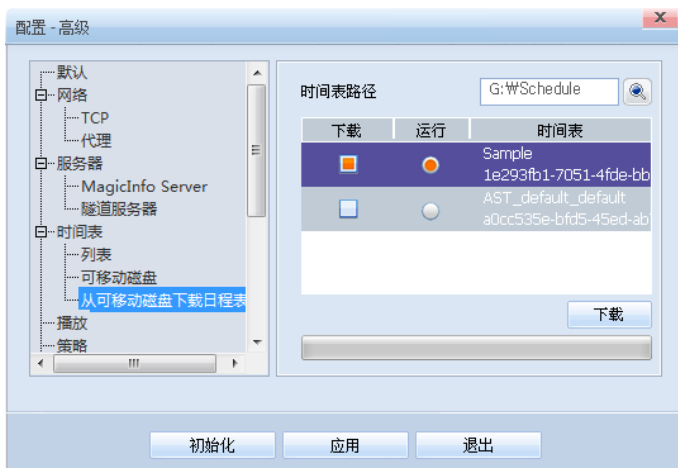 配置 - 高级
默认
网络
TCP
代理
服务器
MagicInfo Server
隧道服务器
时间表
列表
可移动磁盘
从可移动磁盘下载日程表
播放
策略
时间表路径
G:₩Schedule
下载 运行 时间表
Sample
1e293fb1-7051-4fde-bb
AST_default_default
a0cc535e-bfd5-45ed-ab
下载
初始化 应用 退出